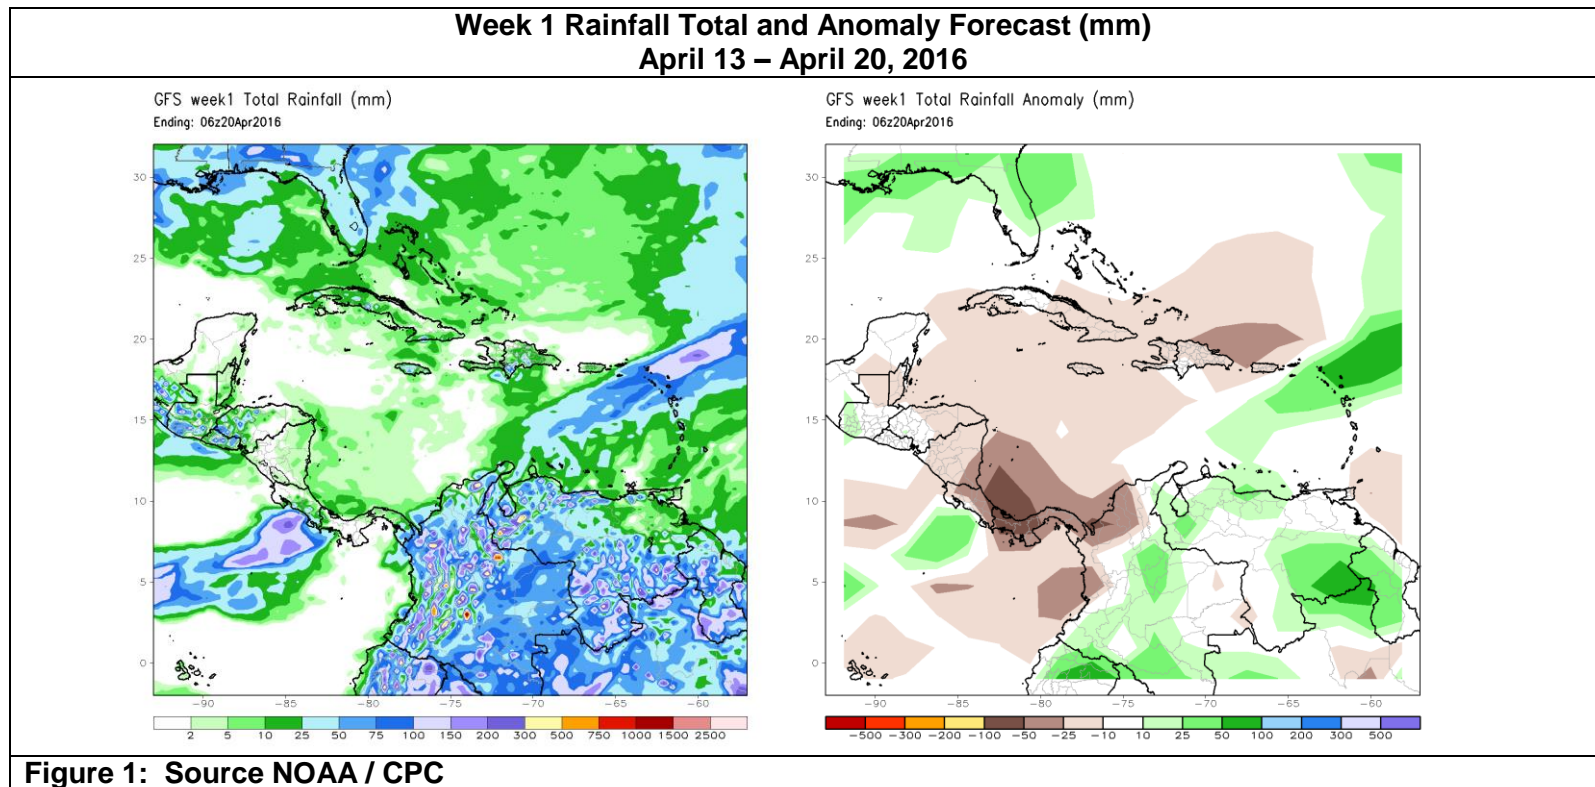 Week 1 Rainfall Total and Anomaly Forecast (mm)
April 13 – April 20, 2016
GFS week1 Total Rainfall (mm)
Ending: 06z20Apr2016
30
25
20
15
10
5
0
-90 -85 -80 -75 -70 -65 -60
2 5 10 25 50 75 100 150 200 300 500 750 1000 1500 2500
GFS week1 Total Rainfall Anomaly (mm)
Ending: 06z20Apr2016
30
25
20
15
10
5
0
-90 -85 -80 -75 -70 -65 -60
-500 -300 -200 -100 -50 -25 -10 10 25 50 100 200 300 500
Figure 1: Source NOAA / CPC